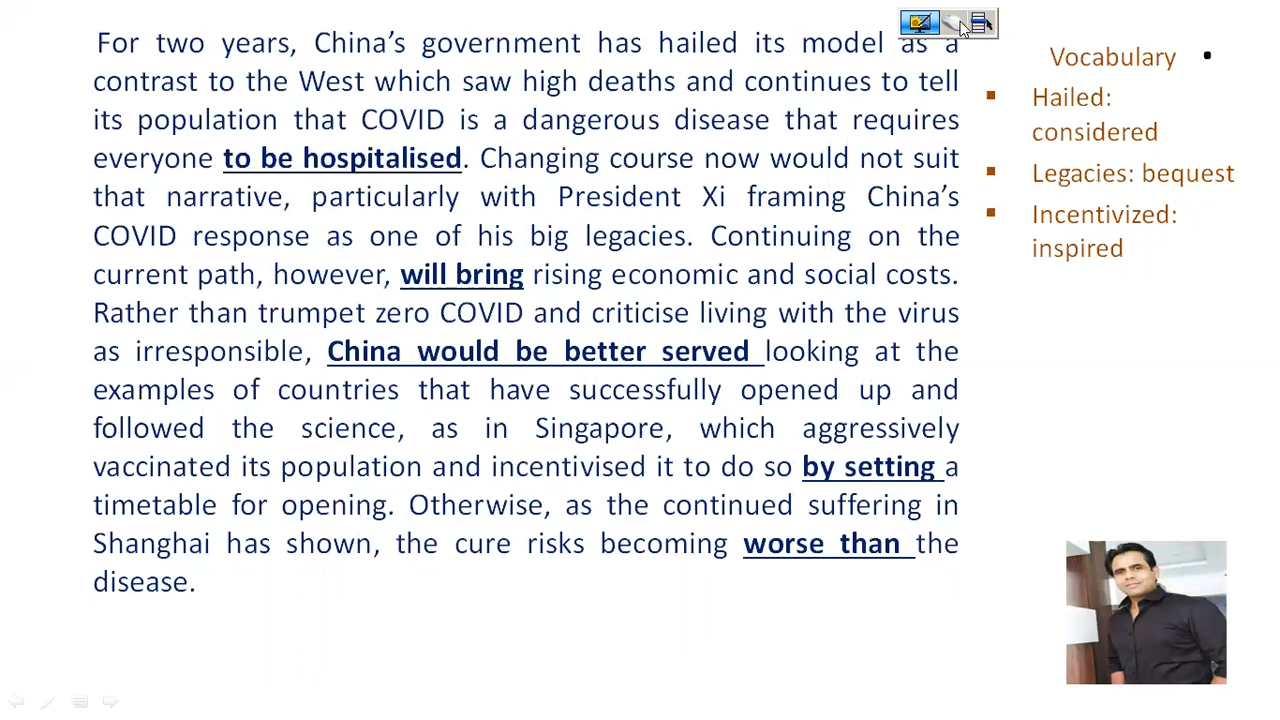 For two years, China’s government has hailed its model as a
contrast to the West which saw high deaths and continues to tell
its population that COVID is a dangerous disease that requires
everyone to be hospitalised. Changing course now would not suit
that narrative, particularly with President Xi framing China’s
COVID response as one of his big legacies. Continuing on the
current path, however, will bring rising economic and social costs.
Rather than trumpet zero COVID and criticise living with the virus
as irresponsible, China would be better served looking at the
examples of countries that have successfully opened up and
followed the science, as in Singapore, which aggressively
vaccinated its population and incentivised it to do so by setting a
timetable for opening. Otherwise, as the continued suffering in
Shanghai has shown, the cure risks becoming worse than the
disease.
Vocabulary •
▪ Hailed:
considered
▪ Legacies: bequest
▪ Incentivized:
inspired